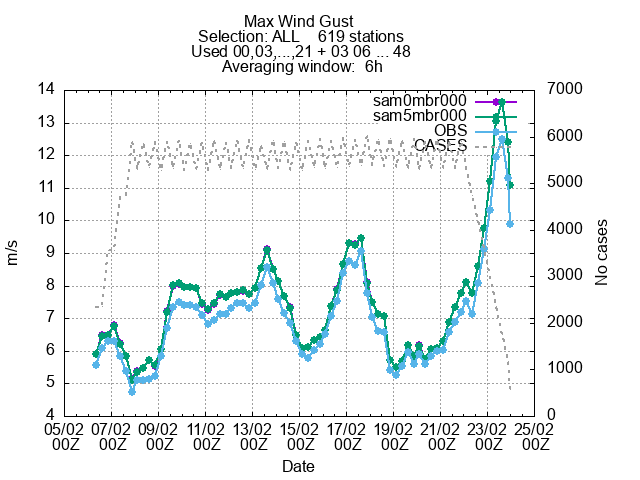 Max Wind Gust
Selection: ALL 619 stations
Used 00,03,...,21 + 03 06 ... 48
Averaging window: 6h
14
13
12
11
10
9
8
7
6
5
4
m/s
7000
6000
5000
4000
3000
2000
1000
0
No cases
sam0mbr000
sam5mbr000
OBS
CASES
05/02 07/02 09/02 11/02 13/02 15/02 17/02 19/02 21/02 23/02 25/02
00Z 00Z 00Z 00Z 00Z 00Z 00Z 00Z 00Z 00Z 00Z
Date